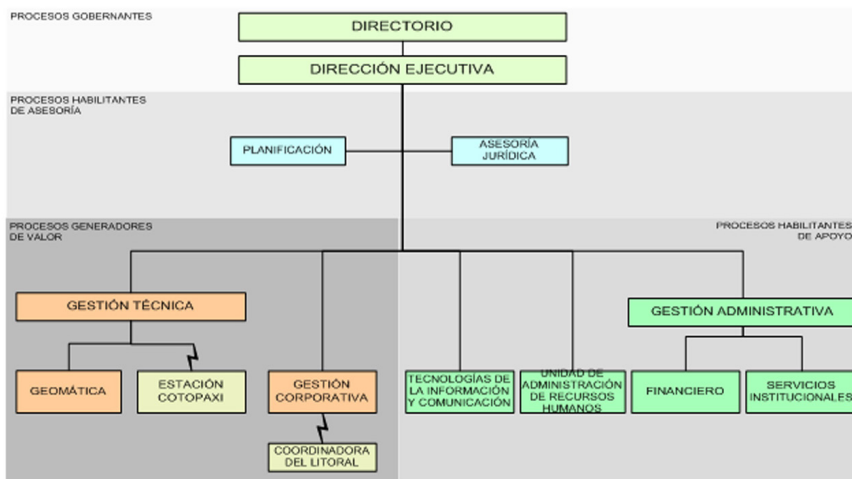 PROCESOS GOBERNANTES
DIRECTORIO
DIRECCIÓN EJECUTIVA
PROCESOS HABILITANTES
DE ASESORÍA
PLANIFICACIÓN
ASESORÍA
JURÍDICA
PROCESOS GENERADORES
DE VALOR
PROCESOS HABILITANTES
DE APOYO
GESTIÓN TÉCNICA
GESTIÓN ADMINISTRATIVA
GEOMÁTICA
ESTACIÓN
COTOPAXI
GESTIÓN
CORPORATIVA
TECNOLOGÍAS DE
LA INFORMACIÓN
Y COMUNICACIÓN
UNIDAD DE
ADMINISTRACIÓN
DE RECURSOS
HUMANOS
FINANCIERO
SERVICIOS
INSTITUCIONALES
COORDINADORA
DEL LITORAL